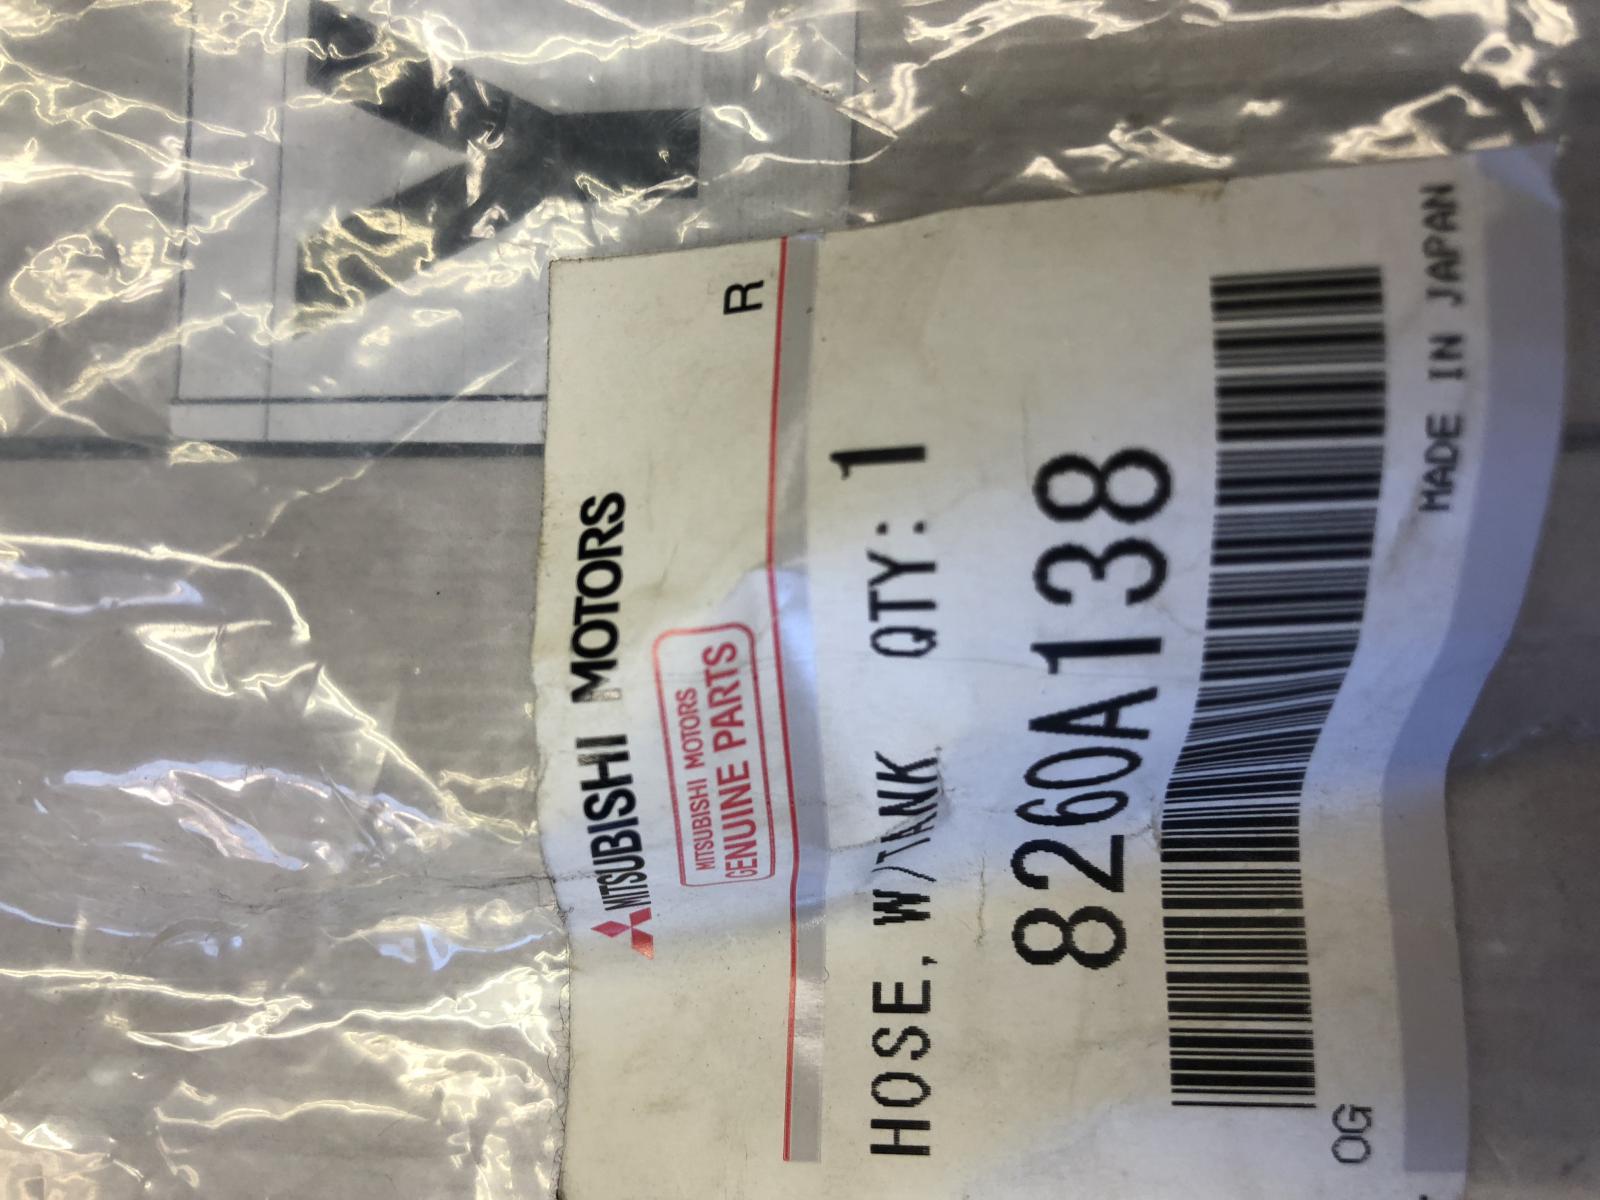 Y
R
MITSUBISHI MOTORS
MITSUBISHI MOTORS
GENUINE PARTS
HOSE, W/TANK QTY: 1
8260A138
OG MADE IN JAPAN